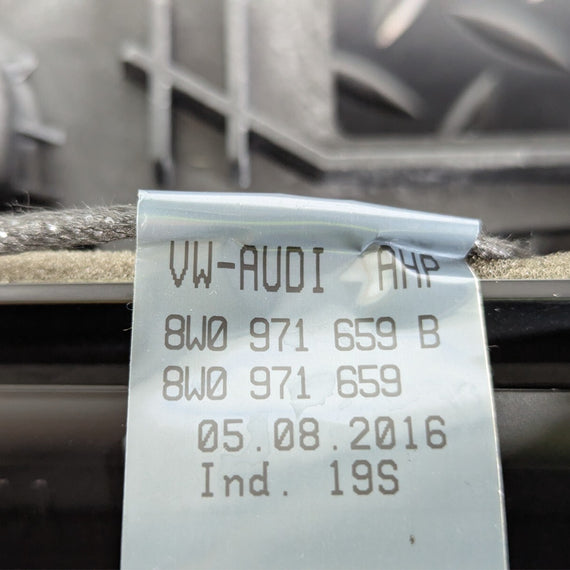 VW-AUDI AHP
8W0 971 659 B
8W0 971 659
05.08.2016
Ind. 19S